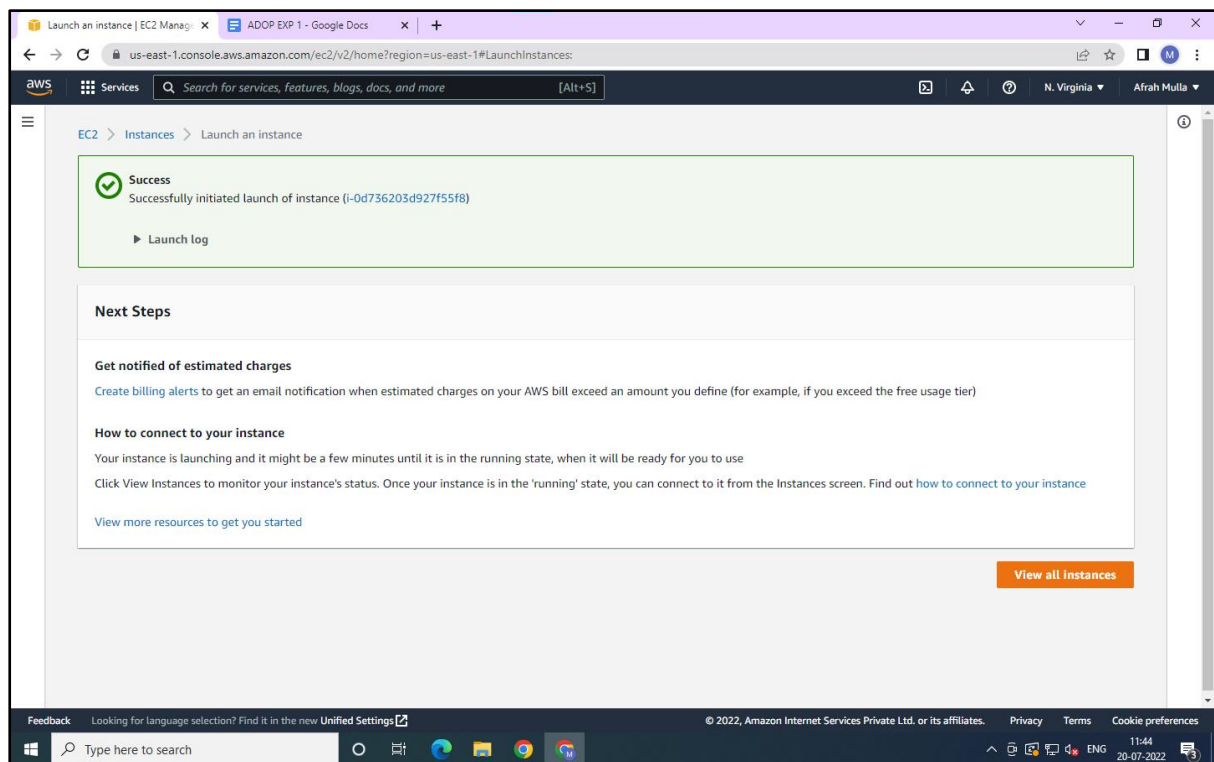 Launch an instance | EC2 Manag
ADOP EXP 1 - Google Docs
us-east-1.console.aws.amazon.com/ec2/v2/home?region=us-east-1#LaunchInstances:
M
aws Services Search for services, features, blogs, docs, and more [Alt+S] N. Virginia Afrah Mulla
EC2 > Instances > Launch an instance
Success
Successfully initiated launch of instance (i-0d736203d927f55f8)
Launch log
Next Steps
Get notified of estimated charges
Create billing alerts to get an email notification when estimated charges on your AWS bill exceed an amount you define (for example, if you exceed the free usage tier)
How to connect to your instance
Your instance is launching and it might be a few minutes until it is in the running state, when it will be ready for you to use
Click View Instances to monitor your instance's status. Once your instance is in the 'running' state, you can connect to it from the Instances screen. Find out how to connect to your instance
View more resources to get you started
View all instances
Feedback Looking for language selection? Find it in the new Unified Settings © 2022, Amazon Internet Services Private Ltd. or its affiliates. Privacy Terms Cookie preferences
Type here to search ENG 11:44
20-07-2022 3